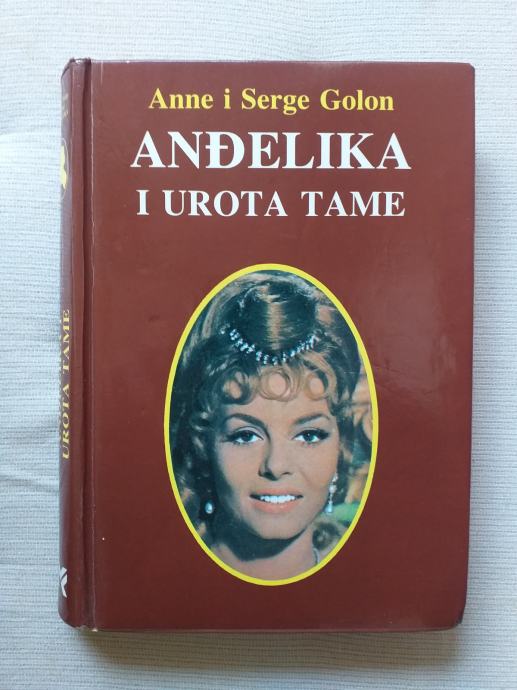 Anne i Serge Golon
ANĐELIKA
I UROTA TAME
UROTA TAME